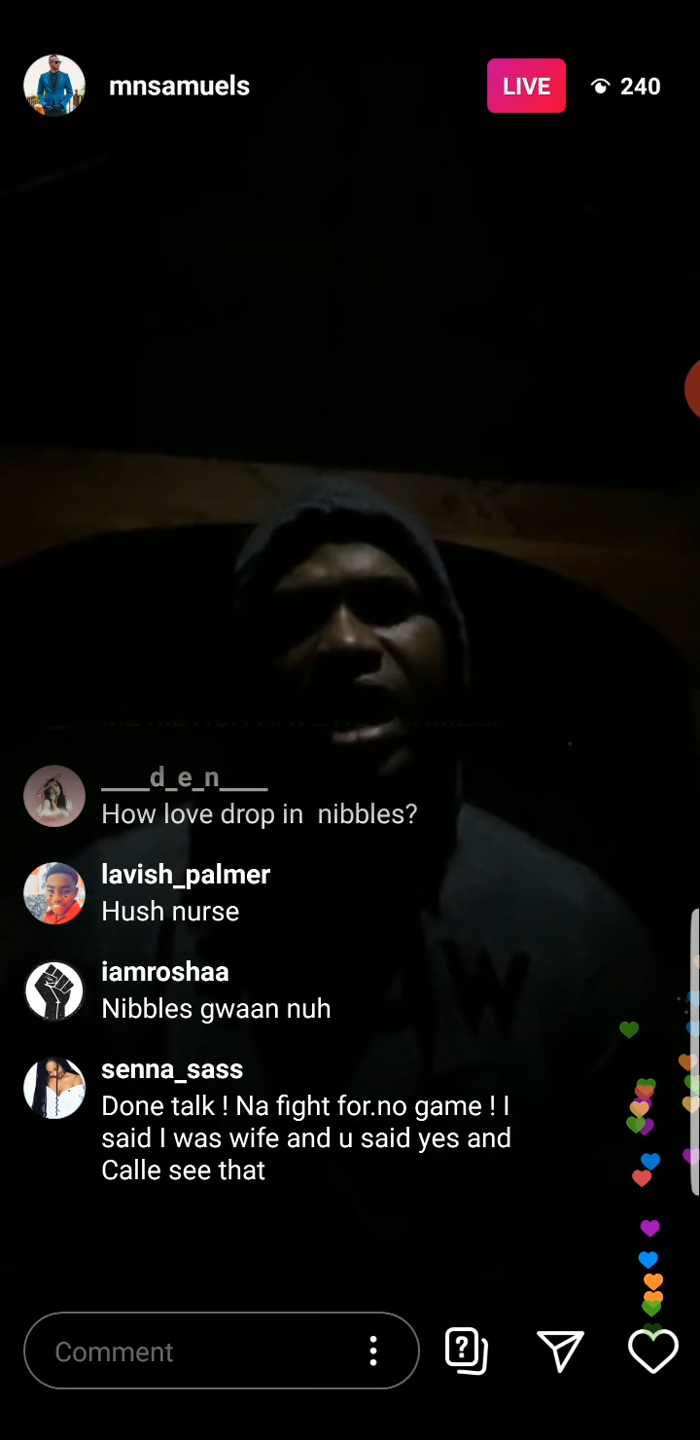 mnsamuels
LIVE
240
____d_e_n____
How love drop in  nibbles?
lavish_palmer
Hush nurse
iamroshaa
Nibbles gwaan nuh
senna_sass
Done talk ! Na fight for.no game ! I
said I was wife and u said yes and
Calle see that
W
Comment
?